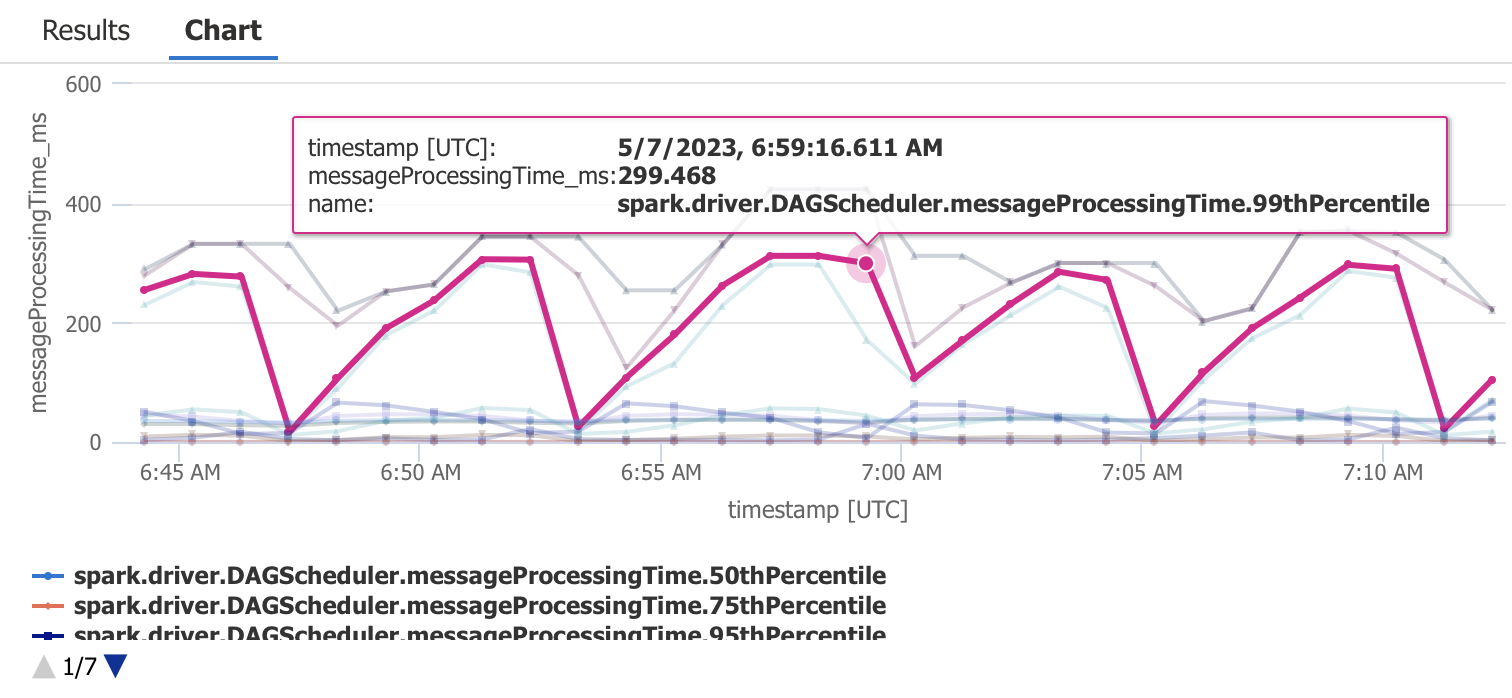 Results Chart
600
400
200
0
messageProcessingTime_ms
timestamp [UTC]: 5/7/2023, 6:59:16.611 AM
messageProcessingTime_ms: 299.468
name: spark.driver.DAGScheduler.messageProcessingTime.99thPercentile
6:45 AM 6:50 AM 6:55 AM 7:00 AM 7:05 AM 7:10 AM
timestamp [UTC]
spark.driver.DAGScheduler.messageProcessingTime.50thPercentile
spark.driver.DAGScheduler.messageProcessingTime.75thPercentile
spark.driver.DAGScheduler.messageProcessingTime.95thPercentile
1/7